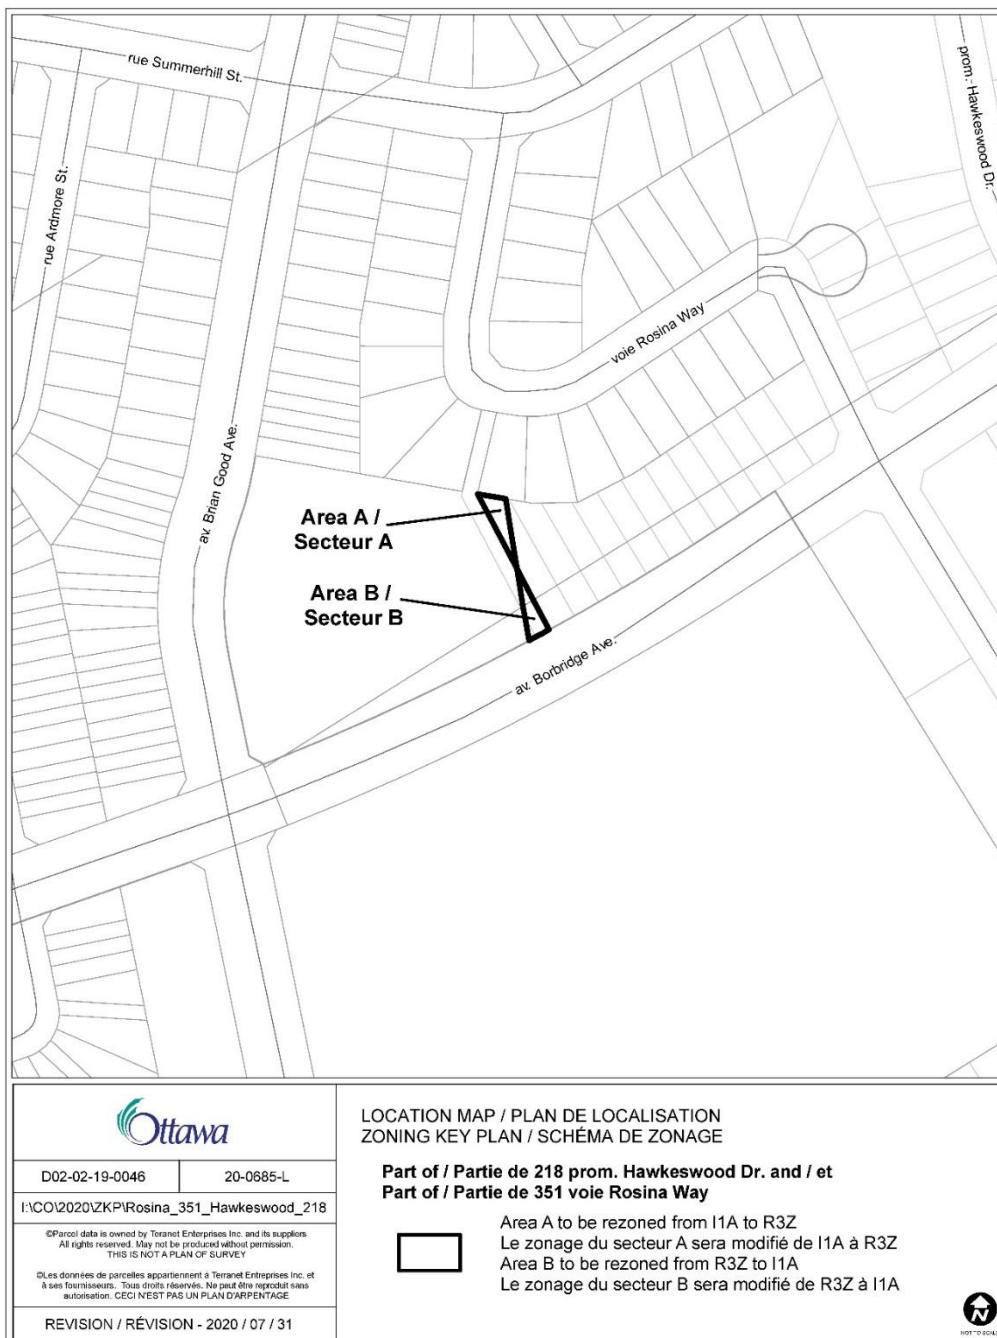 rue Summerhill St.
prom. Hawkeswood Dr.
rue Ardmore St.
voie Rosina Way
av. Brian Good Ave.
Area A /
Secteur A
Area B /
Secteur B
av. Borbridge Ave.
Ottawa
D02-02-19-0046
20-0685-L
I:\CO\2020\ZKP\Rosina_351_Hawkeswood_218
©Parcel data is owned by Teranet Enterprises Inc. and its suppliers
All rights reserved. May not be produced without permission.
THIS IS NOT A PLAN OF SURVEY
©Les données de parcelles appartiennent à Teranet Entreprises Inc. et
à ses fournisseurs. Tous droits réservés. Ne peut être reproduit sans
autorisation. CECI N'EST PAS UN PLAN D'ARPENTAGE
REVISION / RÉVISION - 2020 / 07 / 31
LOCATION MAP / PLAN DE LOCALISATION
ZONING KEY PLAN / SCHÉMA DE ZONAGE
Part of / Partie de 218 prom. Hawkeswood Dr. and / et
Part of / Partie de 351 voie Rosina Way
Area A to be rezoned from I1A to R3Z
Le zonage du secteur A sera modifié de I1A à R3Z
Area B to be rezoned from R3Z to I1A
Le zonage du secteur B sera modifié de R3Z à I1A
N
NOT TO SCALE